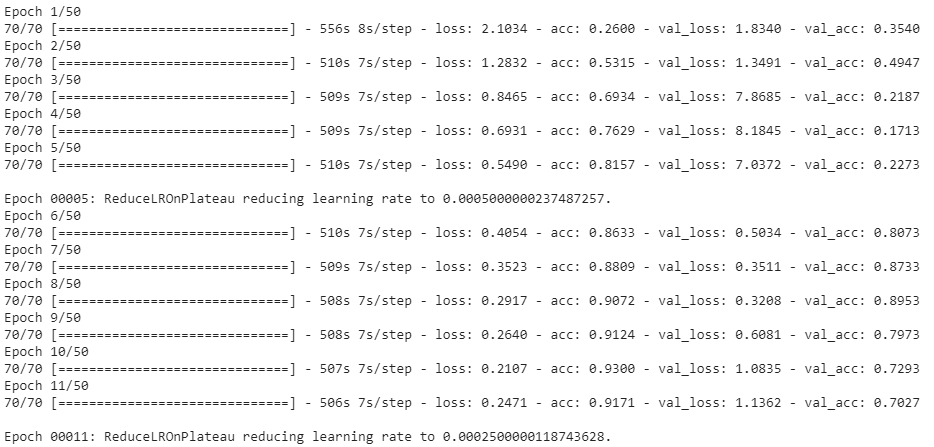 Epoch 1/50
70/70 [==============================] - 556s 8s/step - loss: 2.1034 - acc: 0.2600 - val_loss: 1.8340 - val_acc: 0.3540
Epoch 2/50
70/70 [==============================] - 510s 7s/step - loss: 1.2832 - acc: 0.5315 - val_loss: 1.3491 - val_acc: 0.4947
Epoch 3/50
70/70 [==============================] - 509s 7s/step - loss: 0.8465 - acc: 0.6934 - val_loss: 7.8685 - val_acc: 0.2187
Epoch 4/50
70/70 [==============================] - 509s 7s/step - loss: 0.6931 - acc: 0.7629 - val_loss: 8.1845 - val_acc: 0.1713
Epoch 5/50
70/70 [==============================] - 510s 7s/step - loss: 0.5490 - acc: 0.8157 - val_loss: 7.0372 - val_acc: 0.2273
Epoch 00005: ReduceLROnPlateau reducing learning rate to 0.0005000000237487257.
Epoch 6/50
70/70 [==============================] - 510s 7s/step - loss: 0.4054 - acc: 0.8633 - val_loss: 0.5034 - val_acc: 0.8073
Epoch 7/50
70/70 [==============================] - 509s 7s/step - loss: 0.3523 - acc: 0.8809 - val_loss: 0.3511 - val_acc: 0.8733
Epoch 8/50
70/70 [==============================] - 508s 7s/step - loss: 0.2917 - acc: 0.9072 - val_loss: 0.3208 - val_acc: 0.8953
Epoch 9/50
70/70 [==============================] - 508s 7s/step - loss: 0.2640 - acc: 0.9124 - val_loss: 0.6081 - val_acc: 0.7973
Epoch 10/50
70/70 [==============================] - 507s 7s/step - loss: 0.2107 - acc: 0.9300 - val_loss: 1.0835 - val_acc: 0.7293
Epoch 11/50
70/70 [==============================] - 506s 7s/step - loss: 0.2471 - acc: 0.9171 - val_loss: 1.1362 - val_acc: 0.7027
Epoch 00011: ReduceLROnPlateau reducing learning rate to 0.0002500000118743628.